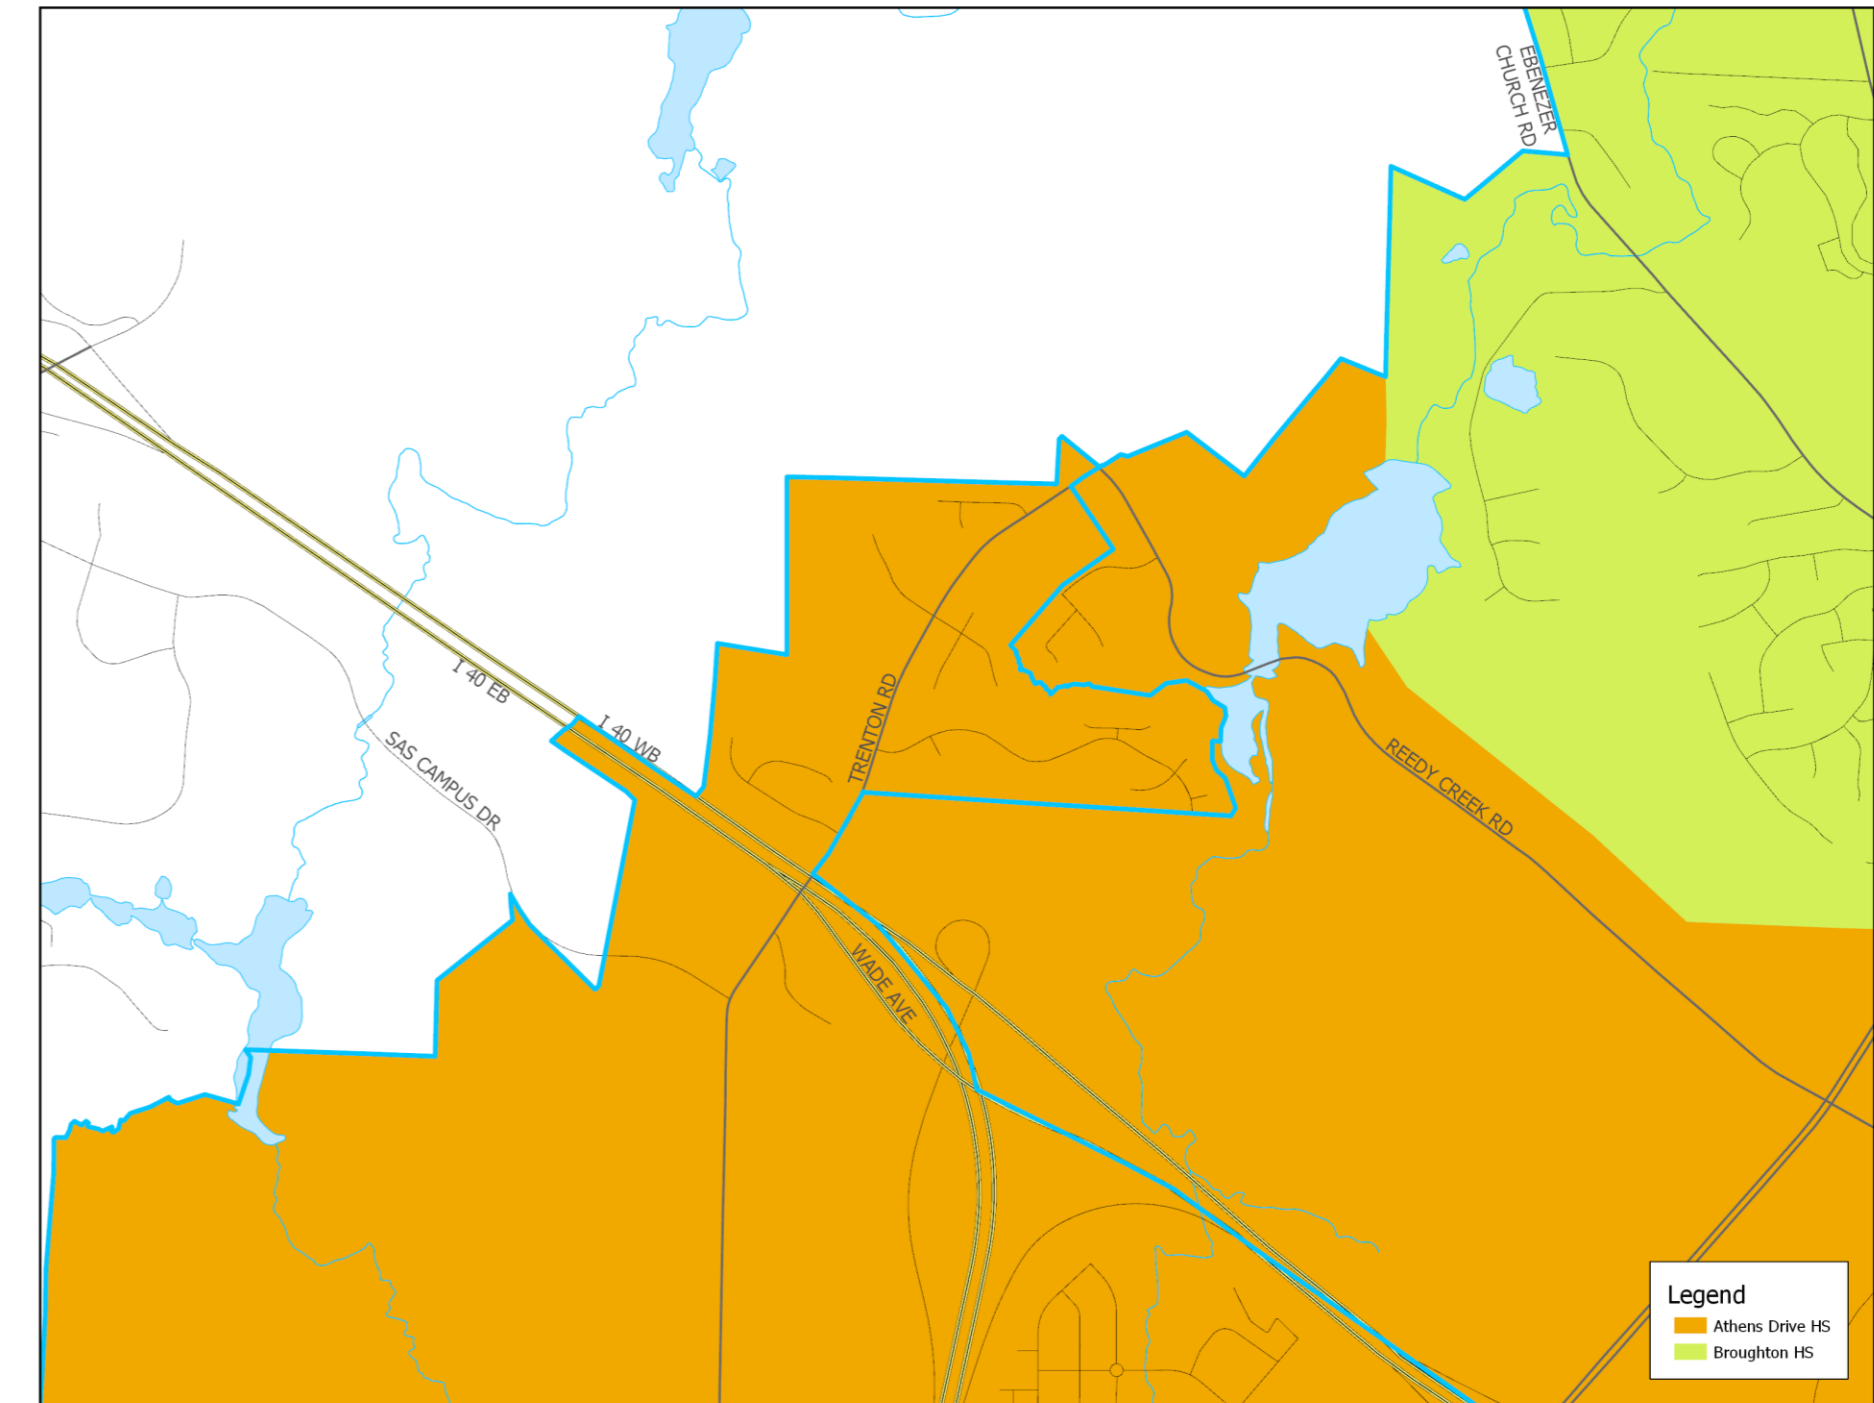 EBENEZER
CHURCH RD
I 40 EB
I 40 WB
SAS CAMPUS DR
TRENTON RD
REEDY CREEK RD
WADE AVE
Legend
Athens Drive HS
Broughton HS